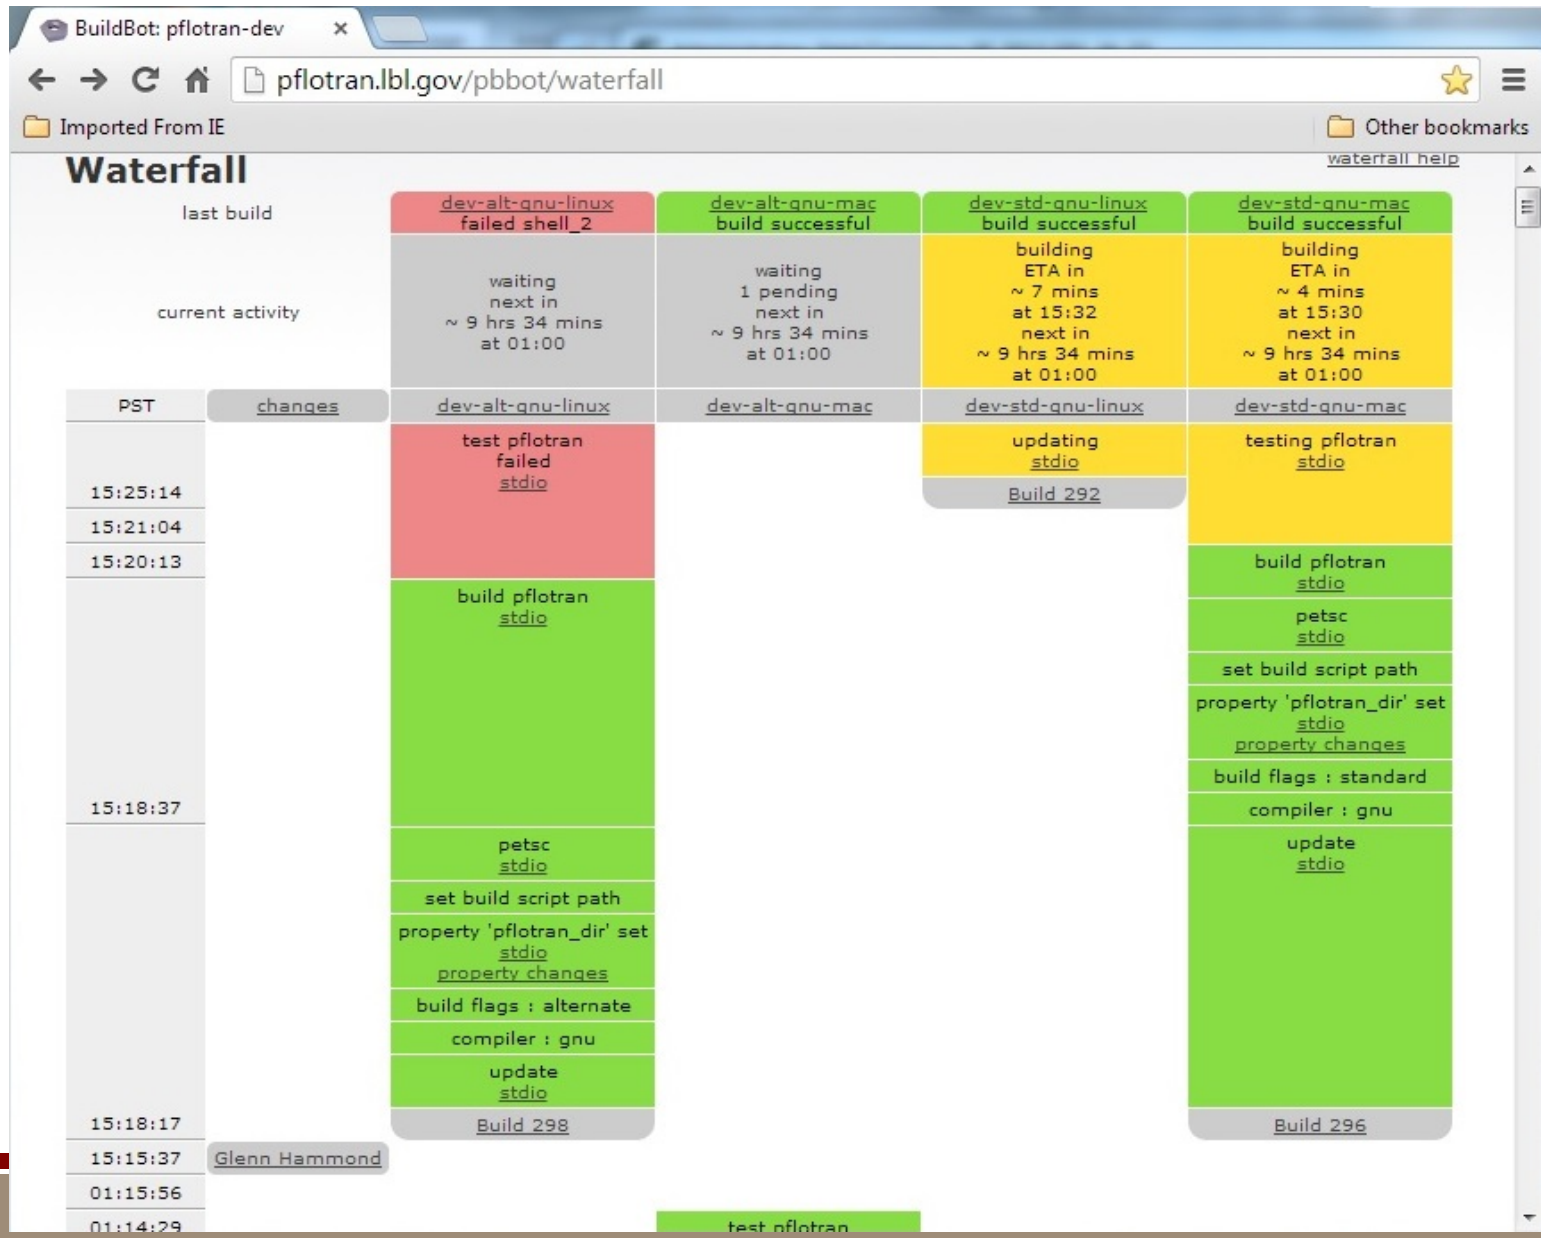 BuildBot: pflotran-dev
pflotran.lbl.gov/pbbot/waterfall
Imported From IE
Other bookmarks
Waterfall
waterfall help
last build
dev-alt-gnu-linux
failed shell_2
dev-alt-gnu-mac
build successful
dev-std-gnu-linux
build successful
dev-std-gnu-mac
build successful
current activity
waiting
next in
~ 9 hrs 34 mins
at 01:00
waiting
1 pending
next in
~ 9 hrs 34 mins
at 01:00
building
ETA in
~ 7 mins
at 15:32
next in
~ 9 hrs 34 mins
at 01:00
building
ETA in
~ 4 mins
at 15:30
next in
~ 9 hrs 34 mins
at 01:00
PST
changes
dev-alt-gnu-linux
dev-alt-gnu-mac
dev-std-gnu-linux
dev-std-gnu-mac
15:25:14
15:21:04
15:20:13
15:18:37
15:18:17
15:15:37
01:15:56
01:14:29
Glenn Hammond
test pflotran
failed
stdio
build pflotran
stdio
petsc
stdio
set build script path
property 'pflotran_dir' set
stdio
property changes
build flags : alternate
compiler : gnu
update
stdio
Build 298
test pflotran
updating
stdio
Build 292
testing pflotran
stdio
build pflotran
stdio
petsc
stdio
set build script path
property 'pflotran_dir' set
stdio
property changes
build flags : standard
compiler : gnu
update
stdio
Build 296